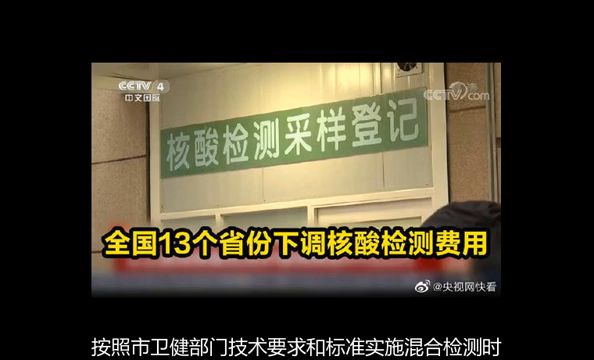 CCTV 4
中文国际
CCTV.com
核酸检测采样登记
全国13个省份下调核酸检测费用
@央视网快看
按照市卫健部门技术要求和标准实施混合检测时